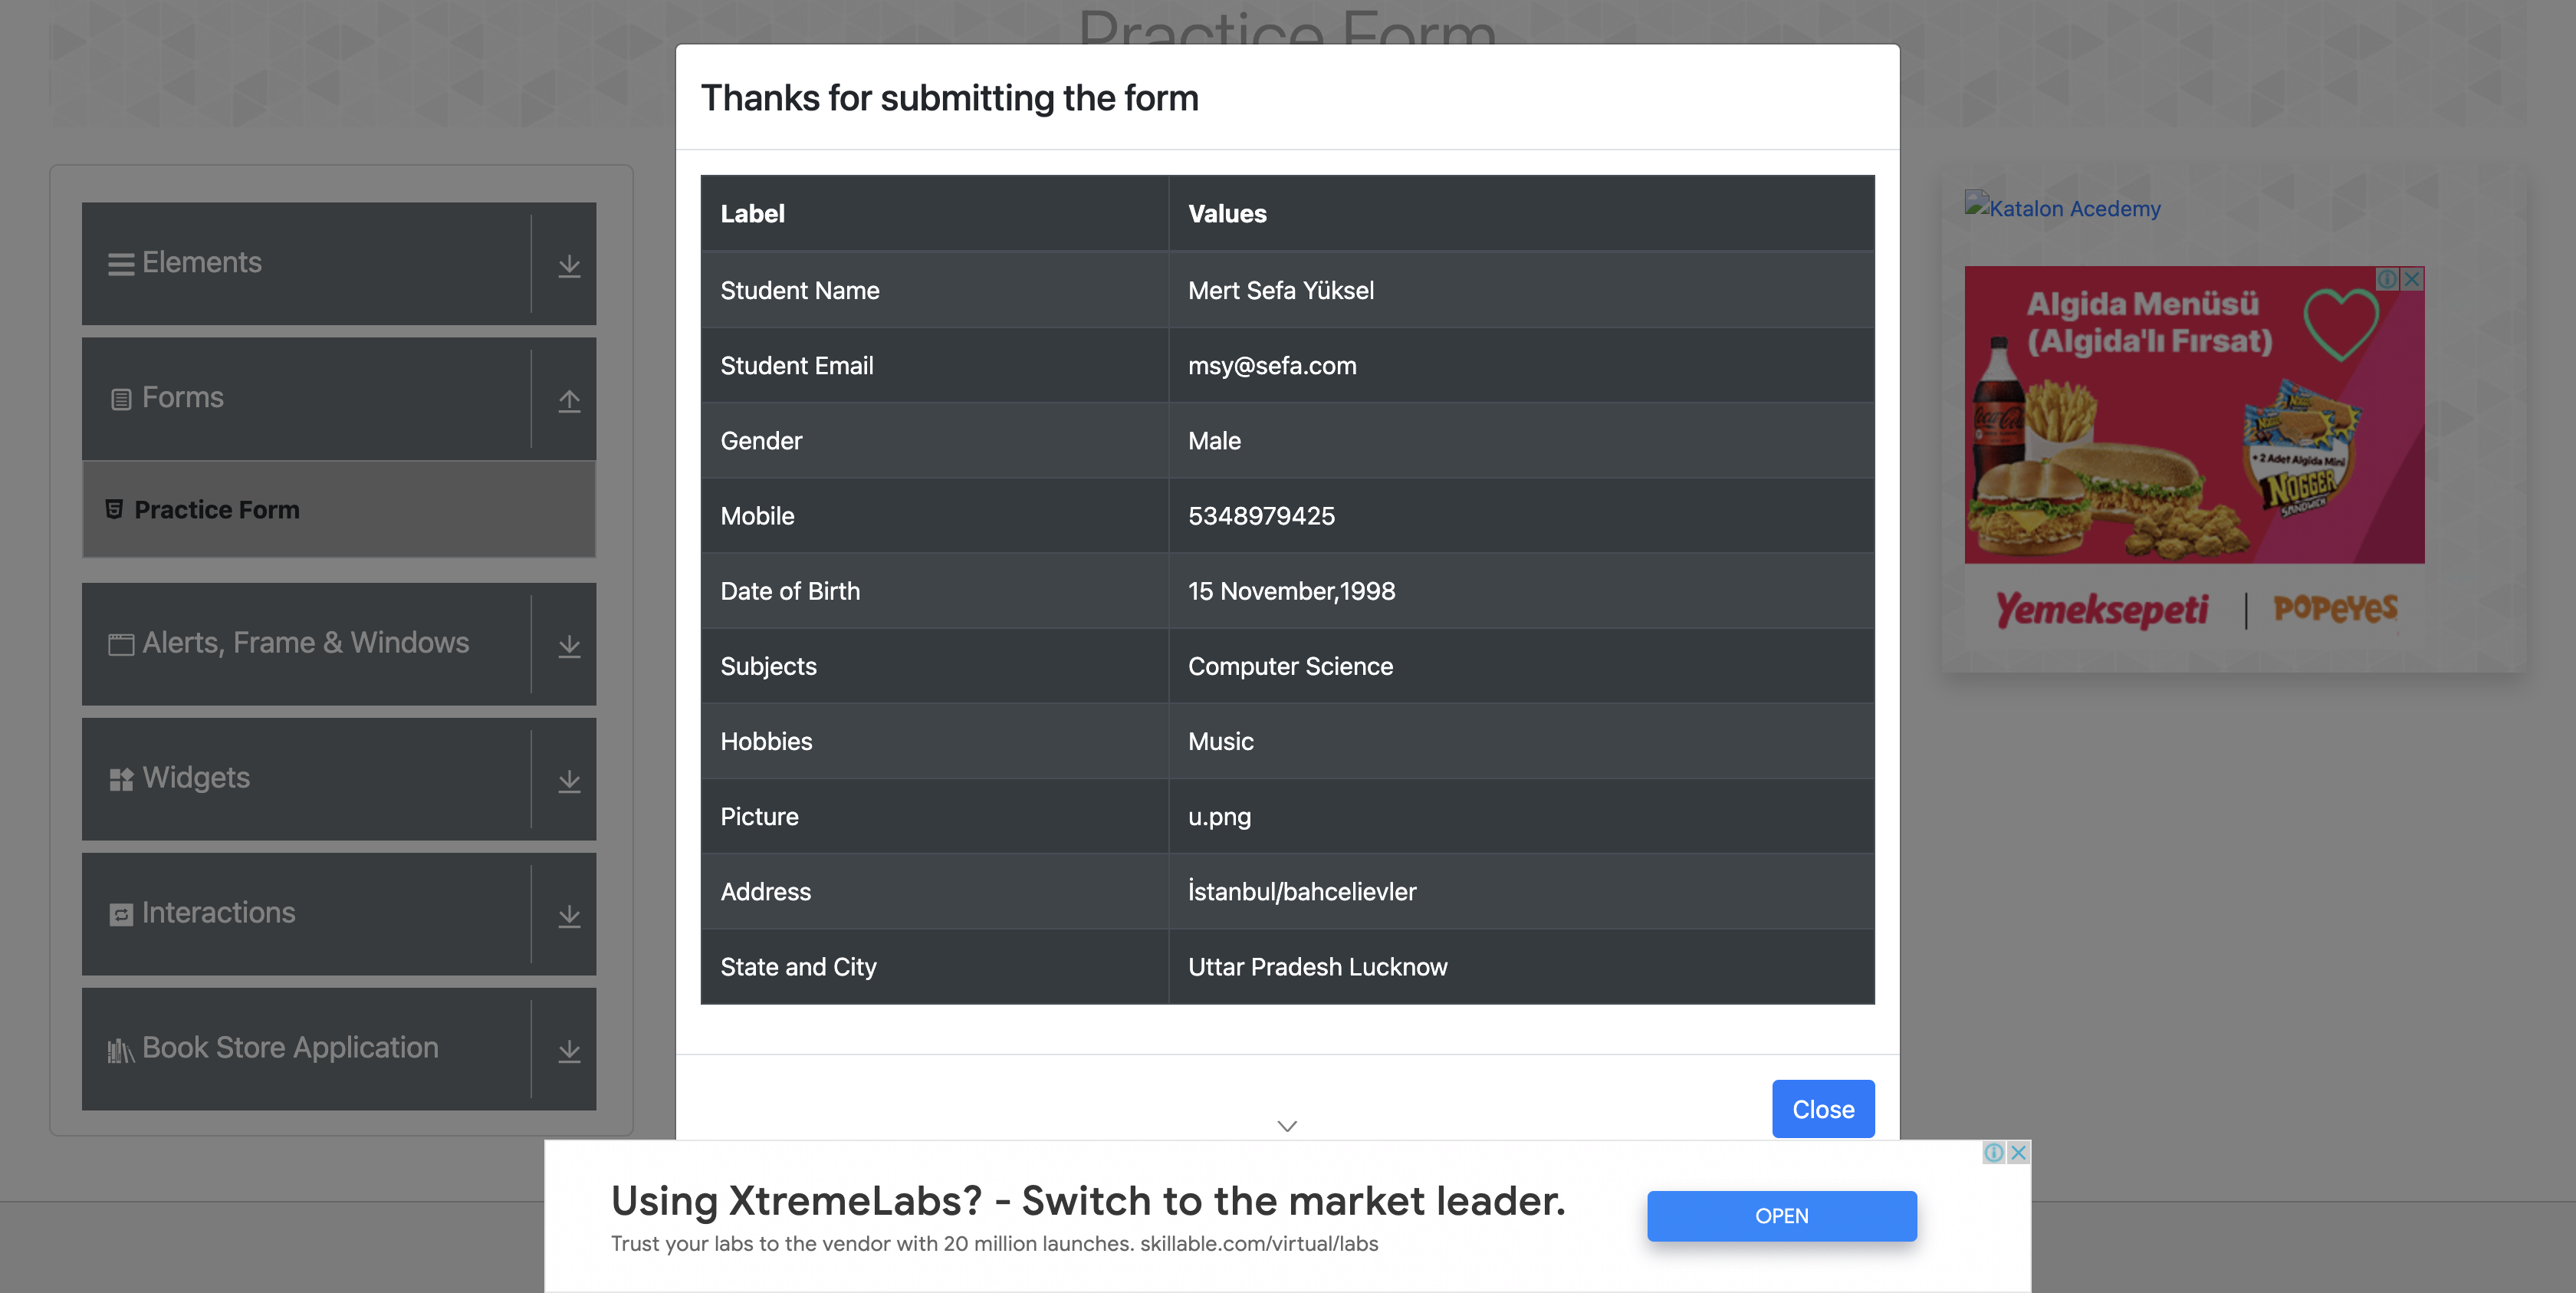 Practice Form
Thanks for submitting the form
Elements
Forms
Practice Form
Alerts, Frame & Windows
Widgets
Interactions
Book Store Application
Label Values
Student Name Mert Sefa Yüksel
Student Email msy@sefa.com
Gender Male
Mobile 5348979425
Date of Birth 15 November,1998
Subjects Computer Science
Hobbies Music
Picture u.png
Address İstanbul/bahcelievler
State and City Uttar Pradesh Lucknow
Close
Katalon Acedemy
Algida Menüsü
(Algida'lı Fırsat)
Coca-Cola
+2 Adet Algida Mini
NOGGER
SANDWICH
Yemeksepeti | POPEYES
Using XtremeLabs? - Switch to the market leader.
Trust your labs to the vendor with 20 million launches. skillable.com/virtual/labs
OPEN